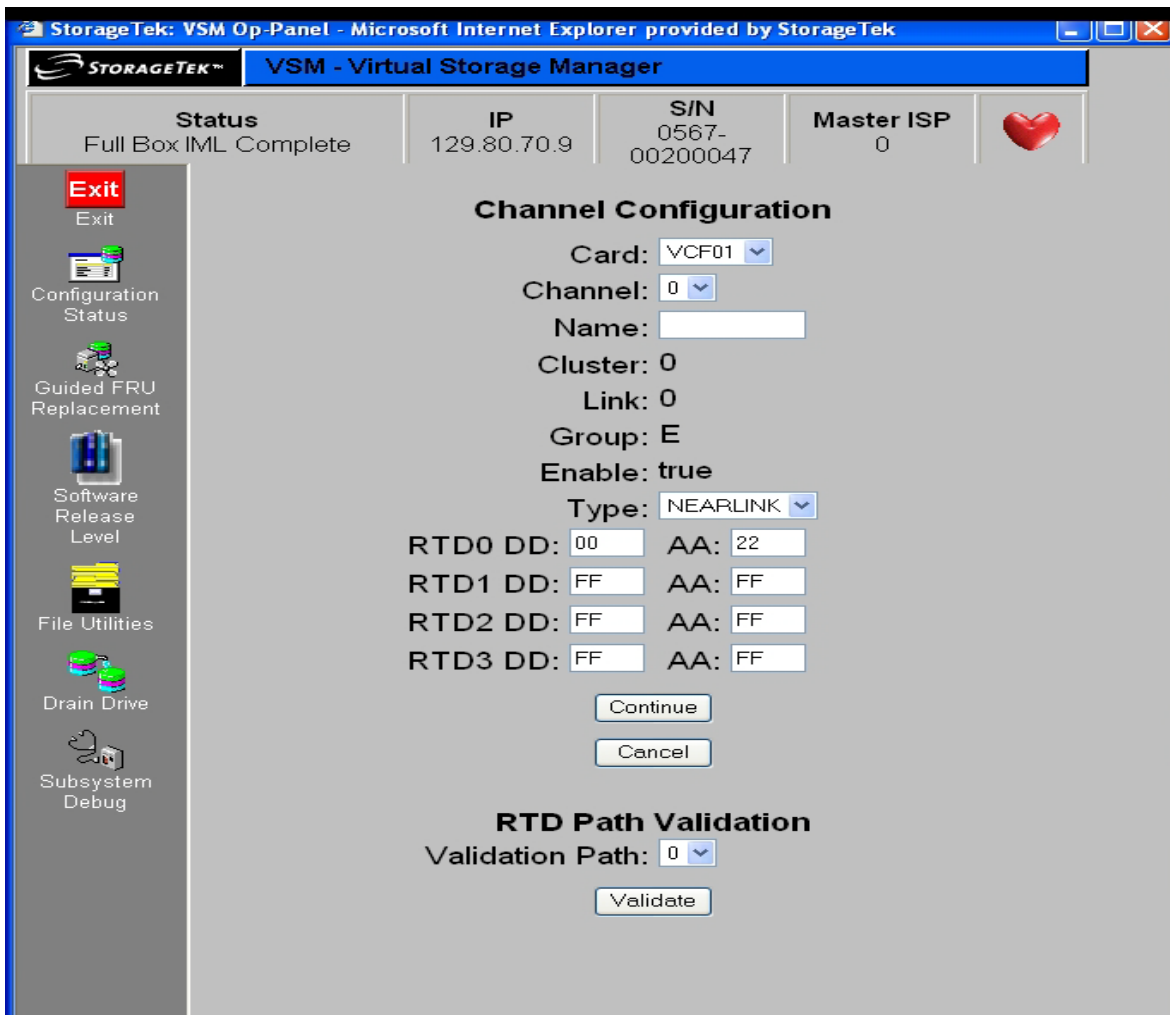 StorageTek: VSM Op-Panel - Microsoft Internet Explorer provided by StorageTek
STORAGETEK™ VSM - Virtual Storage Manager
Status
Full Box IML Complete
IP
129.80.70.9
S/N
0567-
00200047
Master ISP
0
Exit
Exit
Configuration
Status
Guided FRU
Replacement
Software
Release
Level
File Utilities
Drain Drive
Subsystem
Debug
Channel Configuration
Card: VCF01
Channel: 0
Name:
Cluster: 0
Link: 0
Group: E
Enable: true
Type: NEARLINK
RTD0 DD: 00 AA: 22
RTD1 DD: FF AA: FF
RTD2 DD: FF AA: FF
RTD3 DD: FF AA: FF
Continue
Cancel
RTD Path Validation
Validation Path: 0
Validate